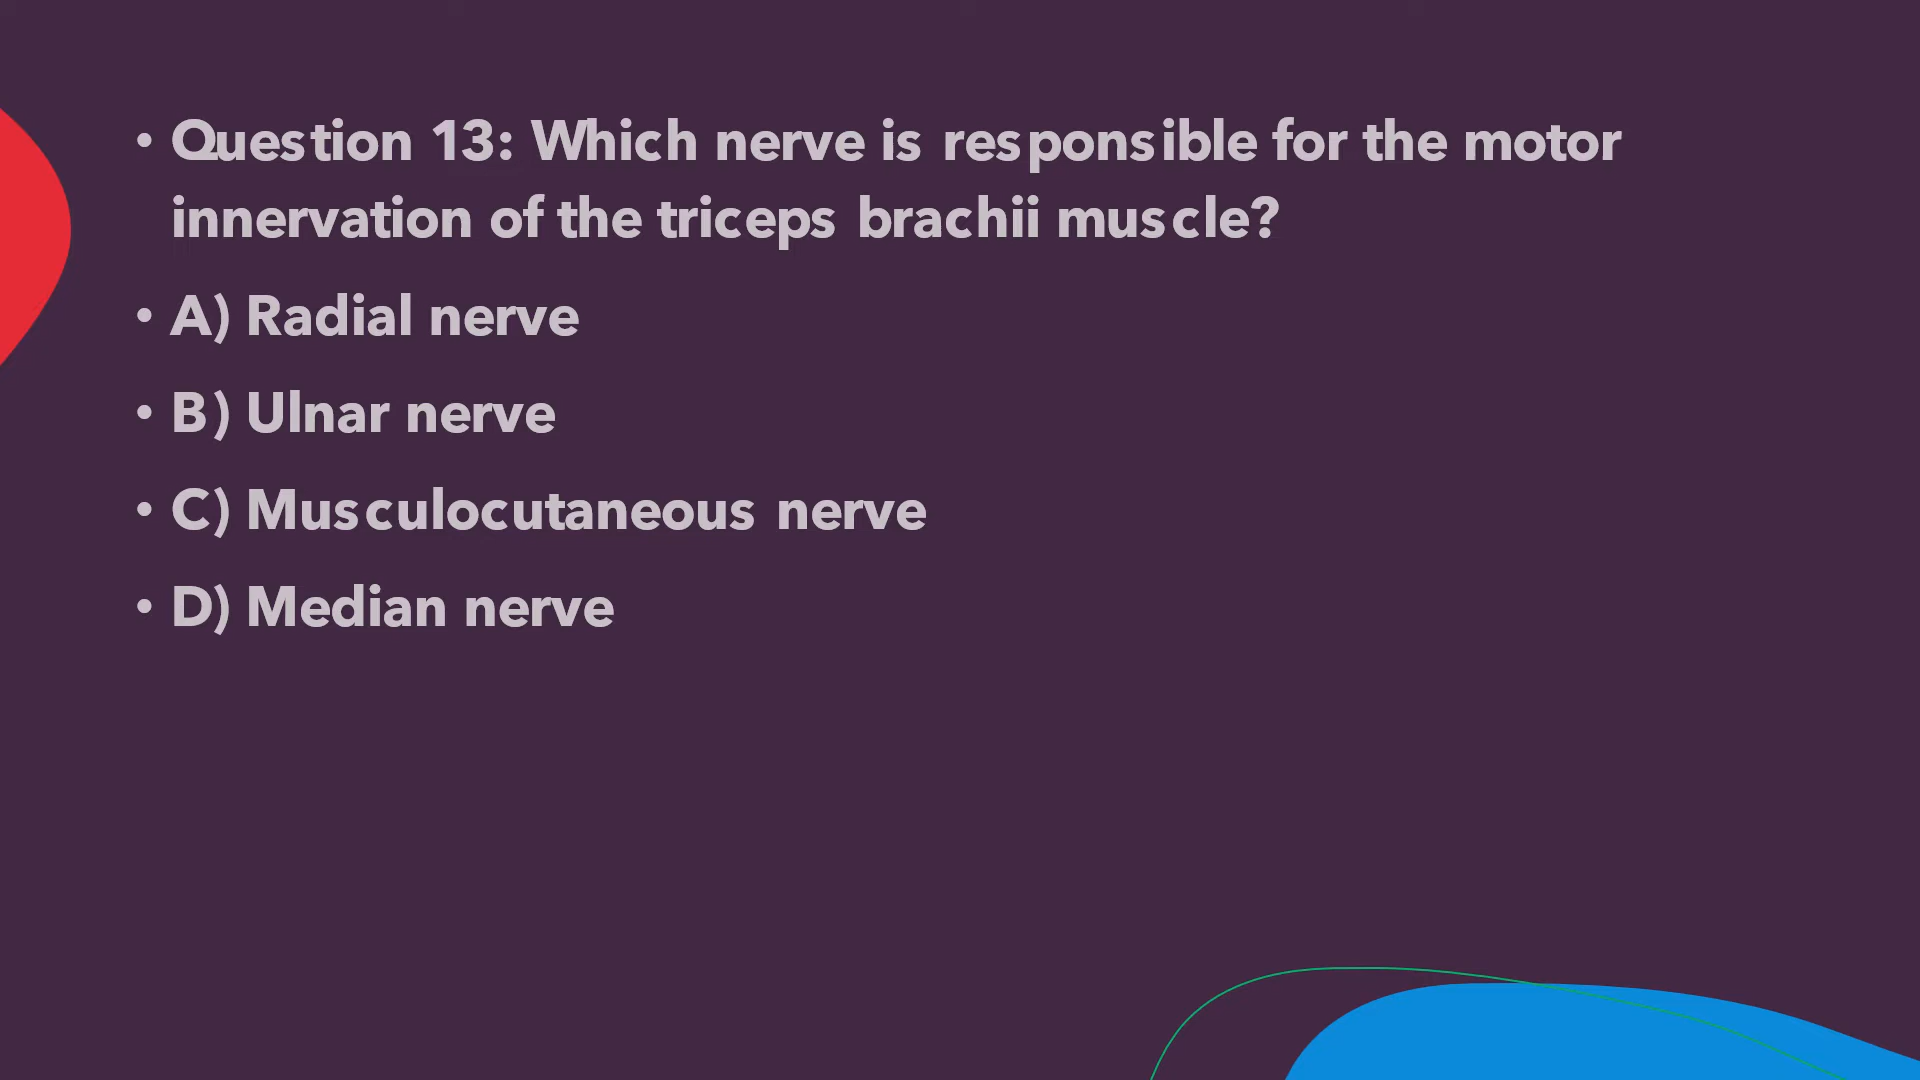 • Question 13: Which nerve is responsible for the motor
innervation of the triceps brachii muscle?
• A) Radial nerve
• B) Ulnar nerve
• C) Musculocutaneous nerve
• D) Median nerve